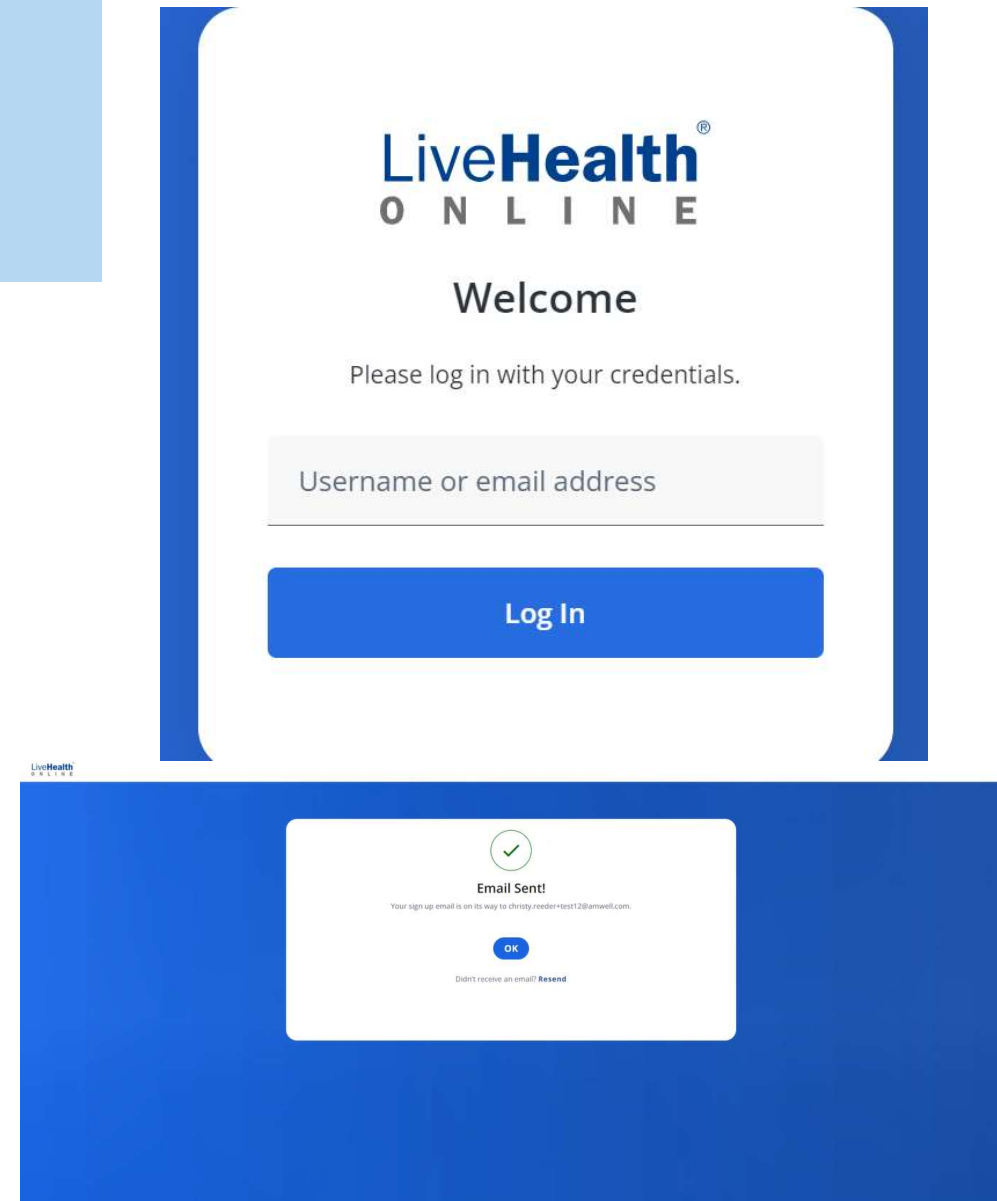 LiveHealth®
ONLINE
Welcome
Please log in with your credentials.
Username or email address
Log In
LiveHealth
ONLINE
Email Sent!
Your sign up email is on its way to christy.reeder+test12@amwell.com.
OK
Didn't receive an email? Resend